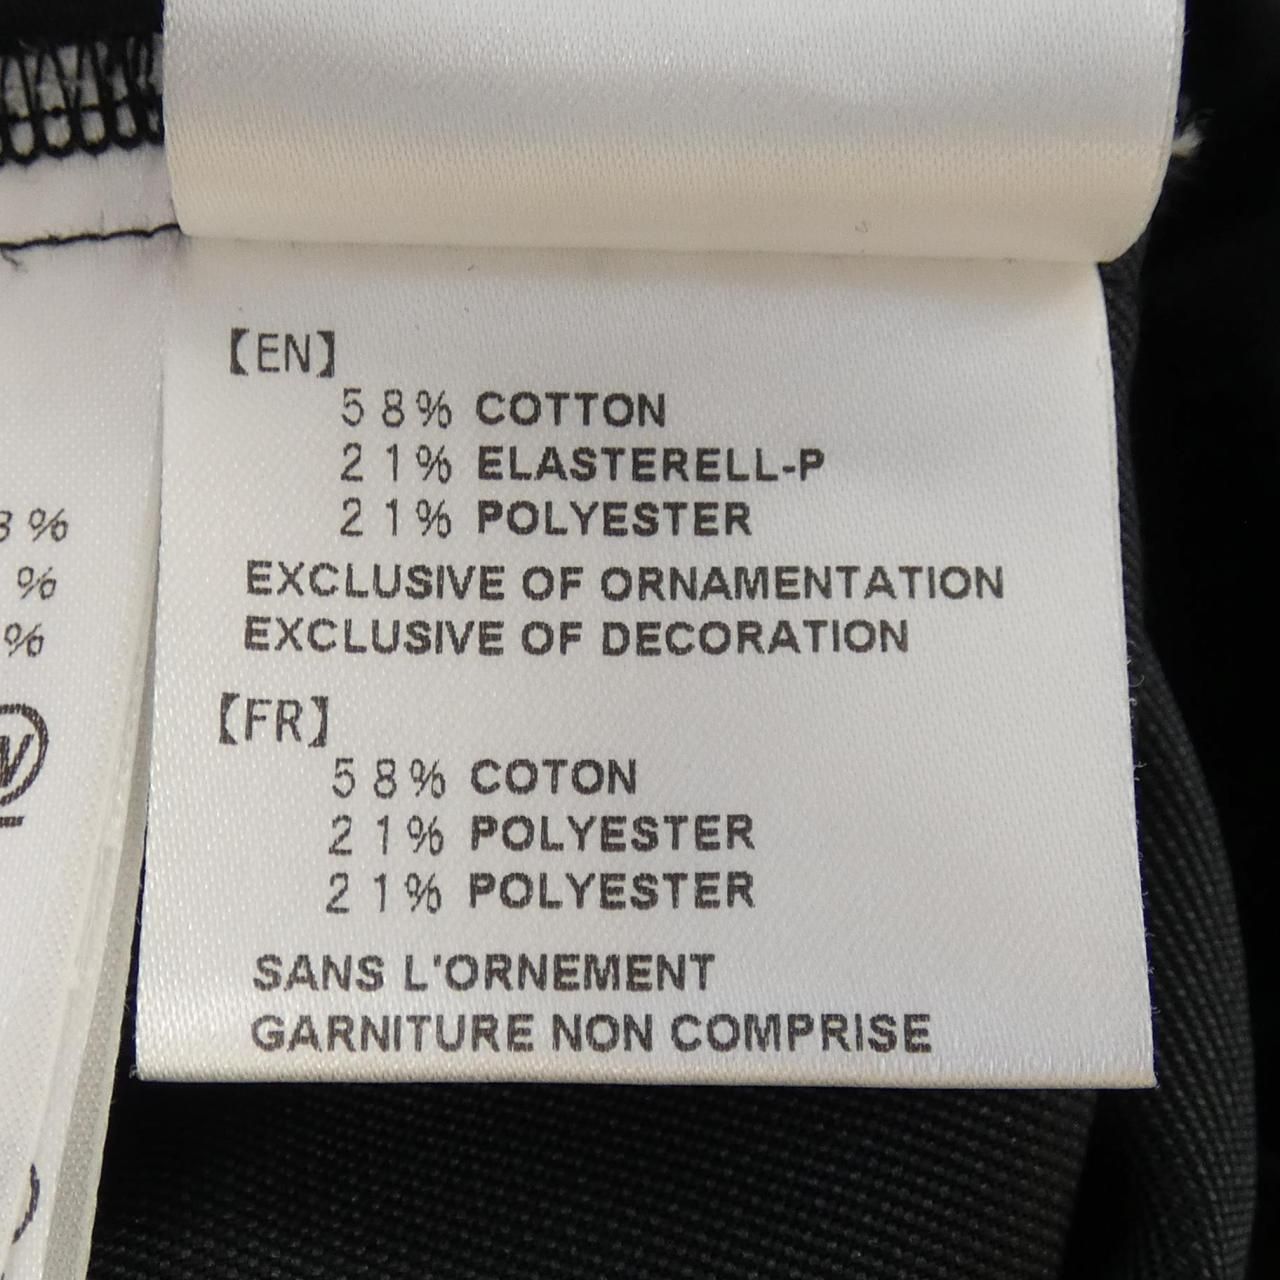 【EN】
58% COTTON
21% ELASTERELL-P
21% POLYESTER
EXCLUSIVE OF ORNAMENTATION
EXCLUSIVE OF DECORATION
【FR】
58% COTON
21% POLYESTER
21% POLYESTER
SANS L'ORNEMENT
GARNITURE NON COMPRISE
8%
%
%
W